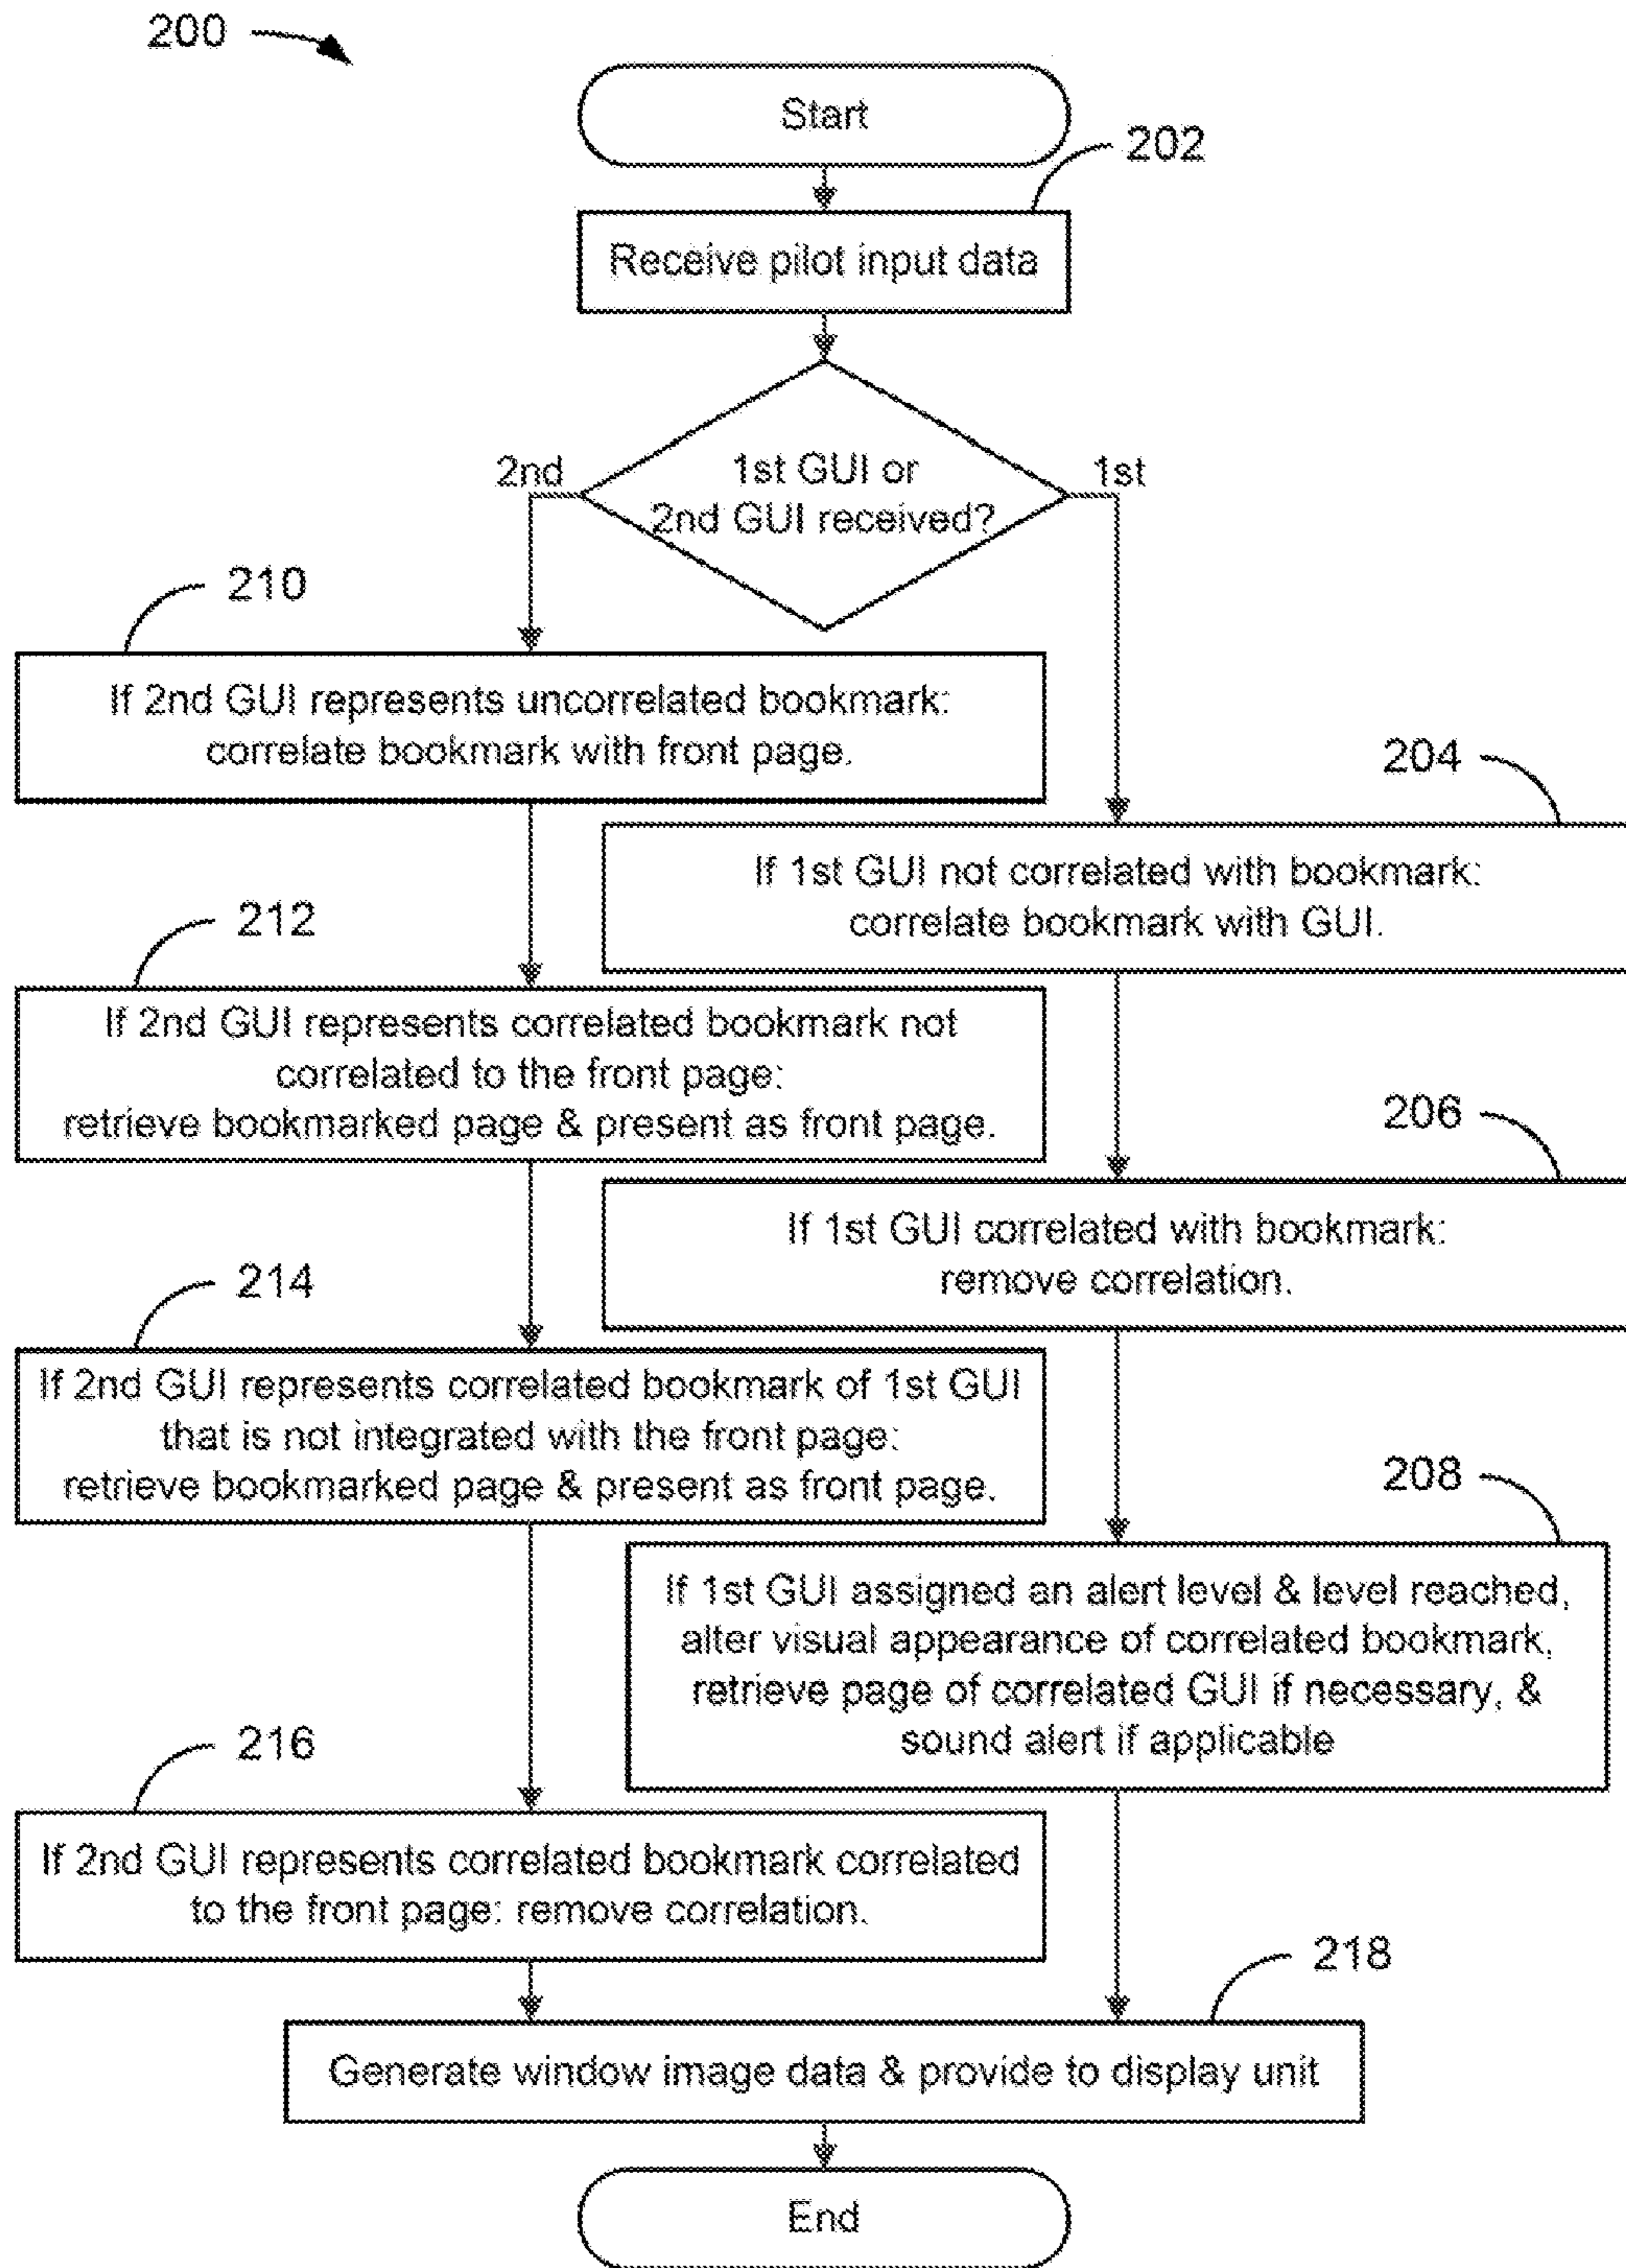 200
Start
202
Receive pilot input data
1st GUI or
2nd GUI received?
2nd
1st
210
If 2nd GUI represents uncorrelated bookmark:
correlate bookmark with front page.
204
If 1st GUI not correlated with bookmark:
correlate bookmark with GUI.
212
If 2nd GUI represents correlated bookmark not
correlated to the front page:
retrieve bookmarked page & present as front page.
206
If 1st GUI correlated with bookmark:
remove correlation.
214
If 2nd GUI represents correlated bookmark of 1st GUI
that is not integrated with the front page:
retrieve bookmarked page & present as front page.
208
If 1st GUI assigned an alert level & level reached,
alter visual appearance of correlated bookmark,
retrieve page of correlated GUI if necessary, &
sound alert if applicable
216
If 2nd GUI represents correlated bookmark correlated
to the front page: remove correlation.
218
Generate window image data & provide to display unit
End